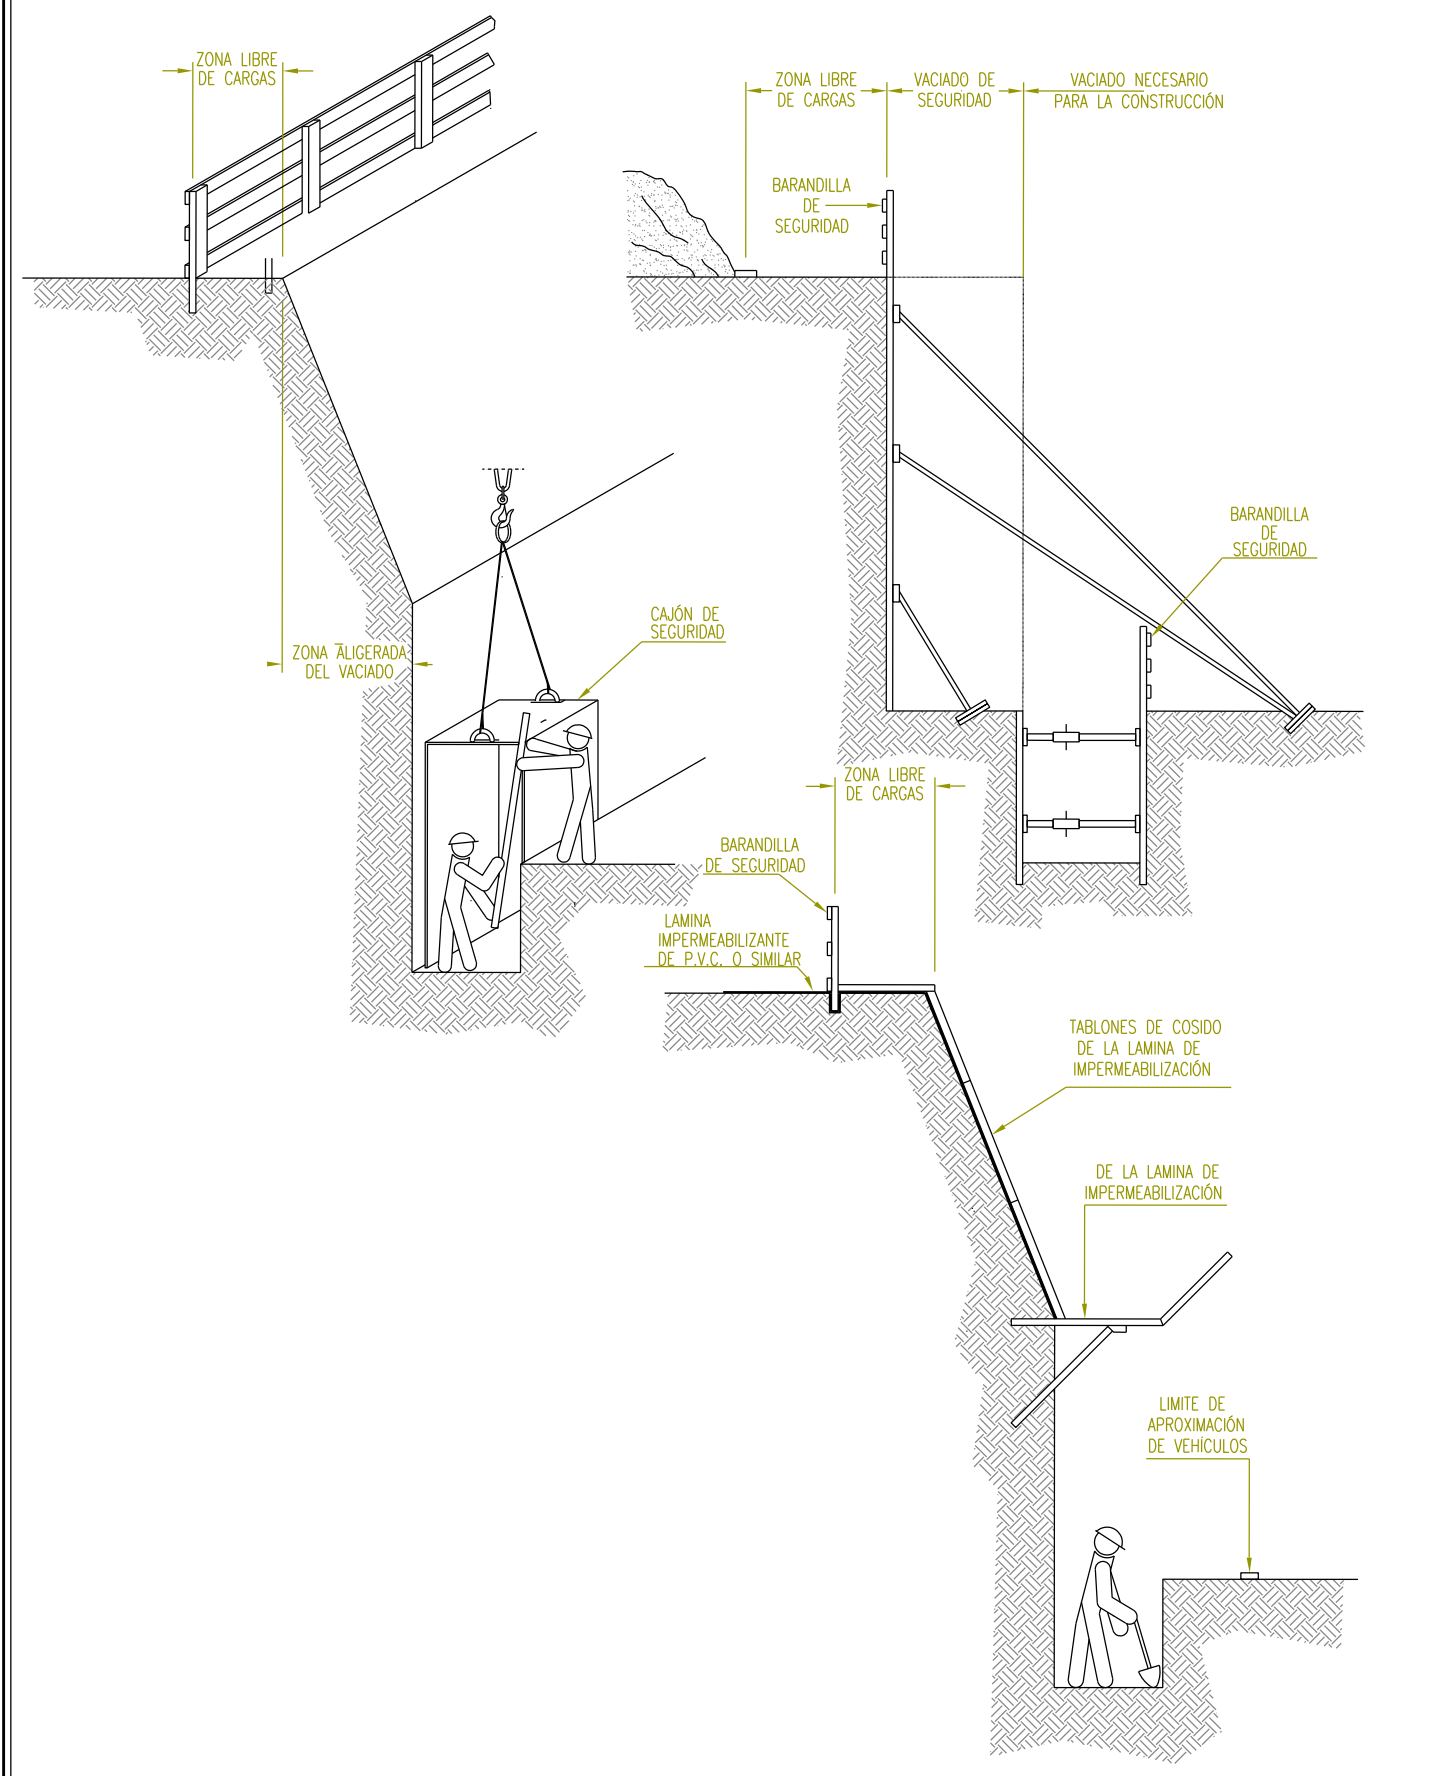 ZONA LIBRE
DE CARGAS
ZONA LIBRE
DE CARGAS
VACIADO DE
SEGURIDAD
VACIADO NECESARIO
PARA LA CONSTRUCCIÓN
BARANDILLA
DE
SEGURIDAD
BARANDILLA
DE
SEGURIDAD
CAJÓN DE
SEGURIDAD
ZONA ALIGERADA
DEL VACIADO
ZONA LIBRE
DE CARGAS
BARANDILLA
DE SEGURIDAD
LAMINA
IMPERMEABILIZANTE
DE P.V.C. O SIMILAR
TABLONES DE COSIDO
DE LA LAMINA DE
IMPERMEABILIZACIÓN
DE LA LAMINA DE
IMPERMEABILIZACIÓN
LIMITE DE
APROXIMACIÓN
DE VEHÍCULOS